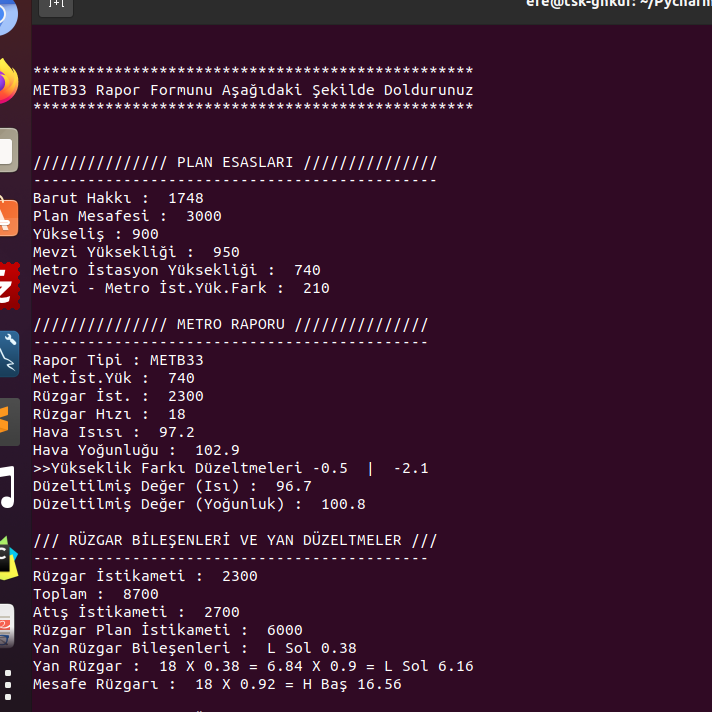 ]+[
efe@tsk-gnkur: ~/Pycharm
**************************************************
METB33 Rapor Formunu Aşağıdaki Şekilde Doldurunuz
**************************************************
/////////////// PLAN ESASLARI ///////////////
---------------------------------------------
Barut Hakkı :  1748
Plan Mesafesi :  3000
Yükseliş : 900
Mevzi Yüksekliği :  950
Metro İstasyon Yüksekliği :  740
Mevzi - Metro İst.Yük.Fark :  210
/////////////// METRO RAPORU ///////////////
--------------------------------------------
Rapor Tipi : METB33
Met.İst.Yük :  740
Rüzgar İst. :  2300
Rüzgar Hızı :  18
Hava Isısı :  97.2
Hava Yoğunluğu :  102.9
>>Yükseklik Farkı Düzeltmeleri -0.5  |  -2.1
Düzeltilmiş Değer (Isı) :  96.7
Düzeltilmiş Değer (Yoğunluk) :  100.8
/// RÜZGAR BİLEŞENLERİ VE YAN DÜZELTMELER ///
--------------------------------------------
Rüzgar İstikameti :  2300
Toplam :  8700
Atış İstikameti :  2700
Rüzgar Plan İstikameti :  6000
Yan Rüzgar Bileşenleri :  L Sol 0.38
Yan Rüzgar :  18 X 0.38 = 6.84 X 0.9 = L Sol 6.16
Mesafe Rüzgarı :  18 X 0.92 = H Baş 16.56